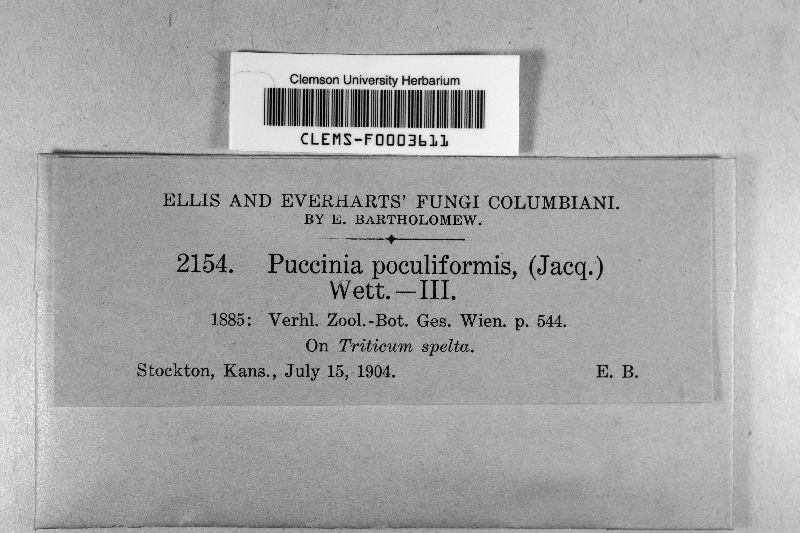 Clemson University Herbarium
CLEMS-F0003611
ELLIS AND EVERHARTS' FUNGI COLUMBIANI.
BY E. BARTHOLOMEW.
2154. Puccinia poculiformis, (Jacq.)
Wett.—III.
1885: Verhl. Zool.-Bot. Ges. Wien. p. 544.
On Triticum spelta.
Stockton, Kans., July 15, 1904. E. B.